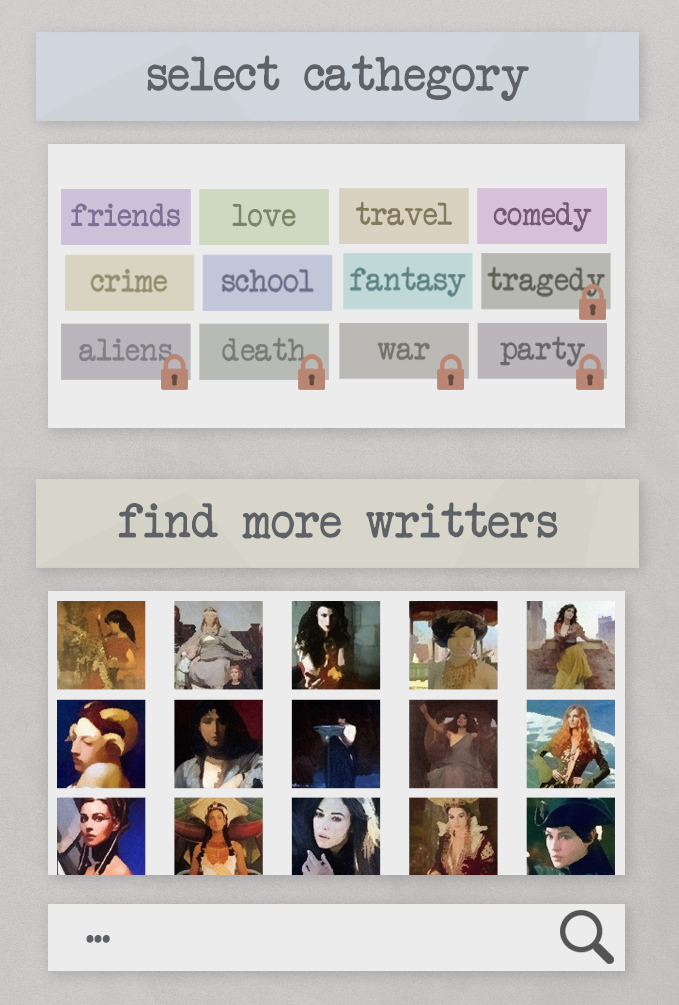 select cathegory
friends love travel comedy
crime school fantasy tragedy
aliens death war party
find more writters
...